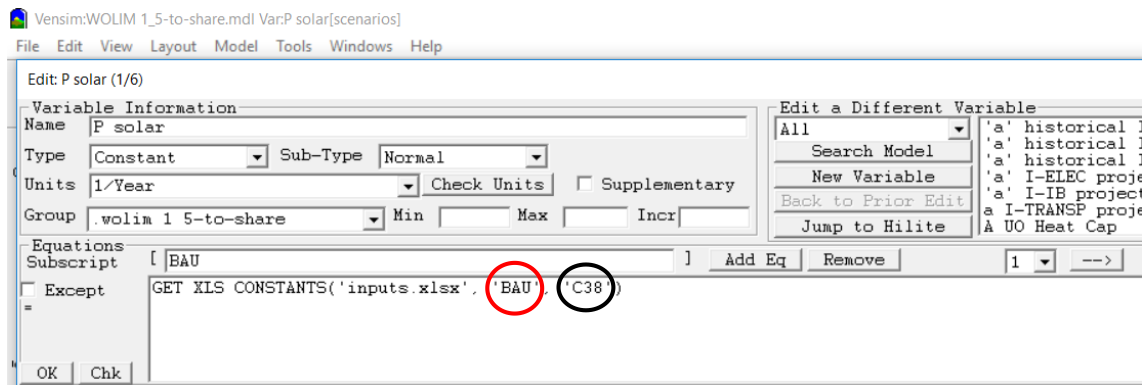 Vensim:WOLIM 1_5-to-share.mdl Var:P solar[scenarios]
File Edit View Layout Model Tools Windows Help
Edit: P solar (1/6)
Variable Information
Name P solar
Type Constant Sub-Type Normal
Units 1/Year Check Units Supplementary
Group .wolim 1 5-to-share Min Max Incr
Edit a Different Variable
All
Search Model
New Variable
Back to Prior Edit
Jump to Hilite
'a' historical
'a' historical
'a' historical
'a' I-ELEC proje
'a' I-IB project
a I-TRANSP proje
A UO Heat Cap
Equations
Subscript [ BAU ] Add Eq Remove 1 -->
Except
=
GET XLS CONSTANTS('inputs.xlsx', 'BAU', 'C38')
OK Chk